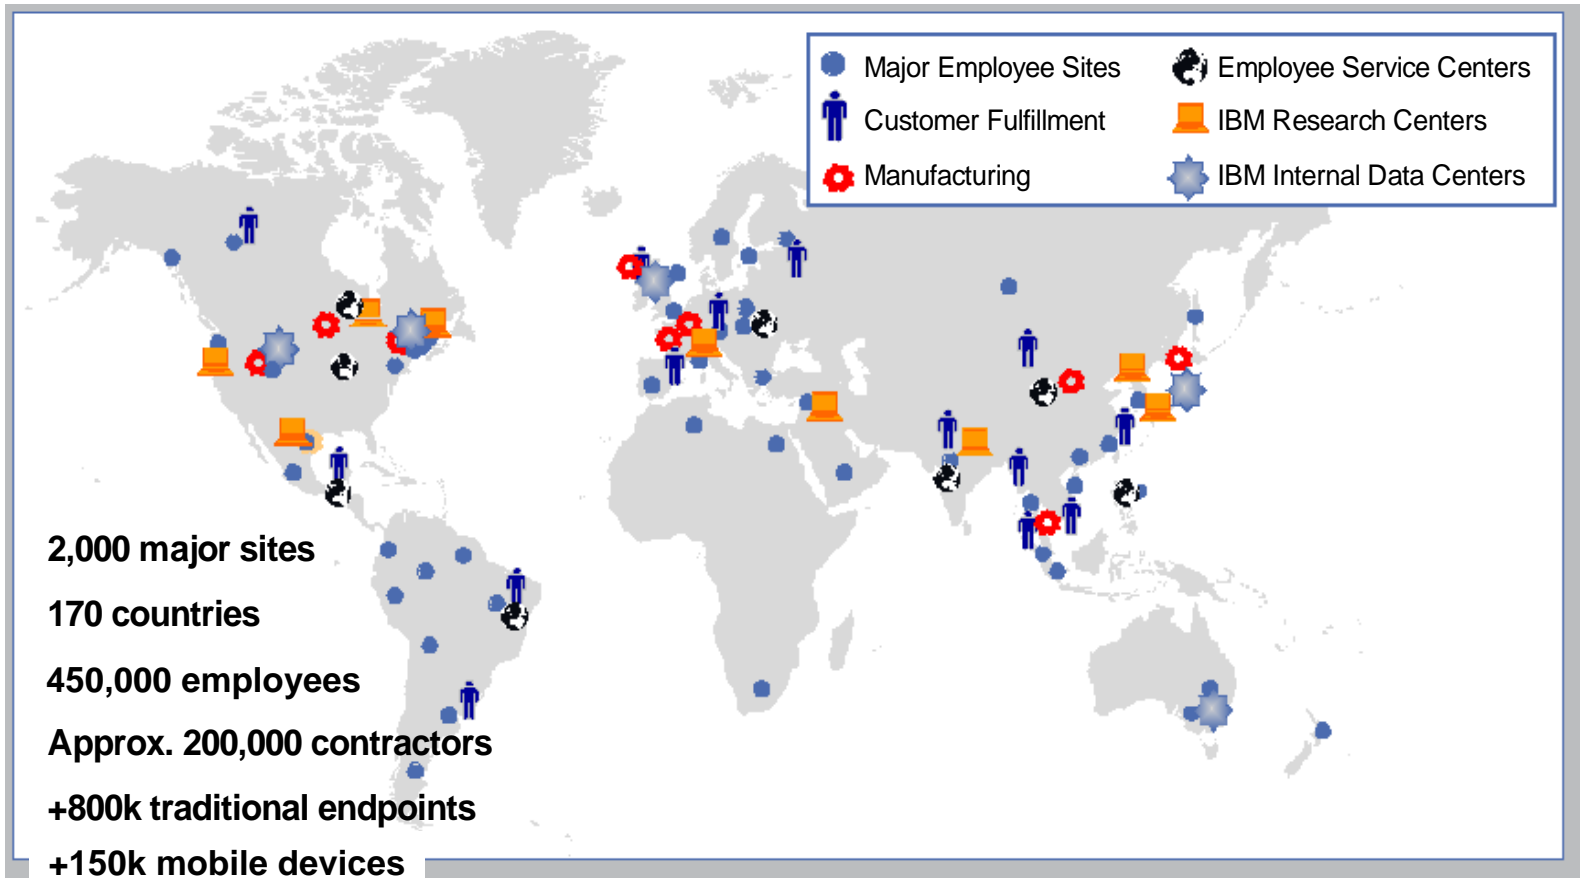 Major Employee Sites
Employee Service Centers
Customer Fulfillment
IBM Research Centers
Manufacturing
IBM Internal Data Centers
2,000 major sites
170 countries
450,000 employees
Approx. 200,000 contractors
+800k traditional endpoints
+150k mobile devices